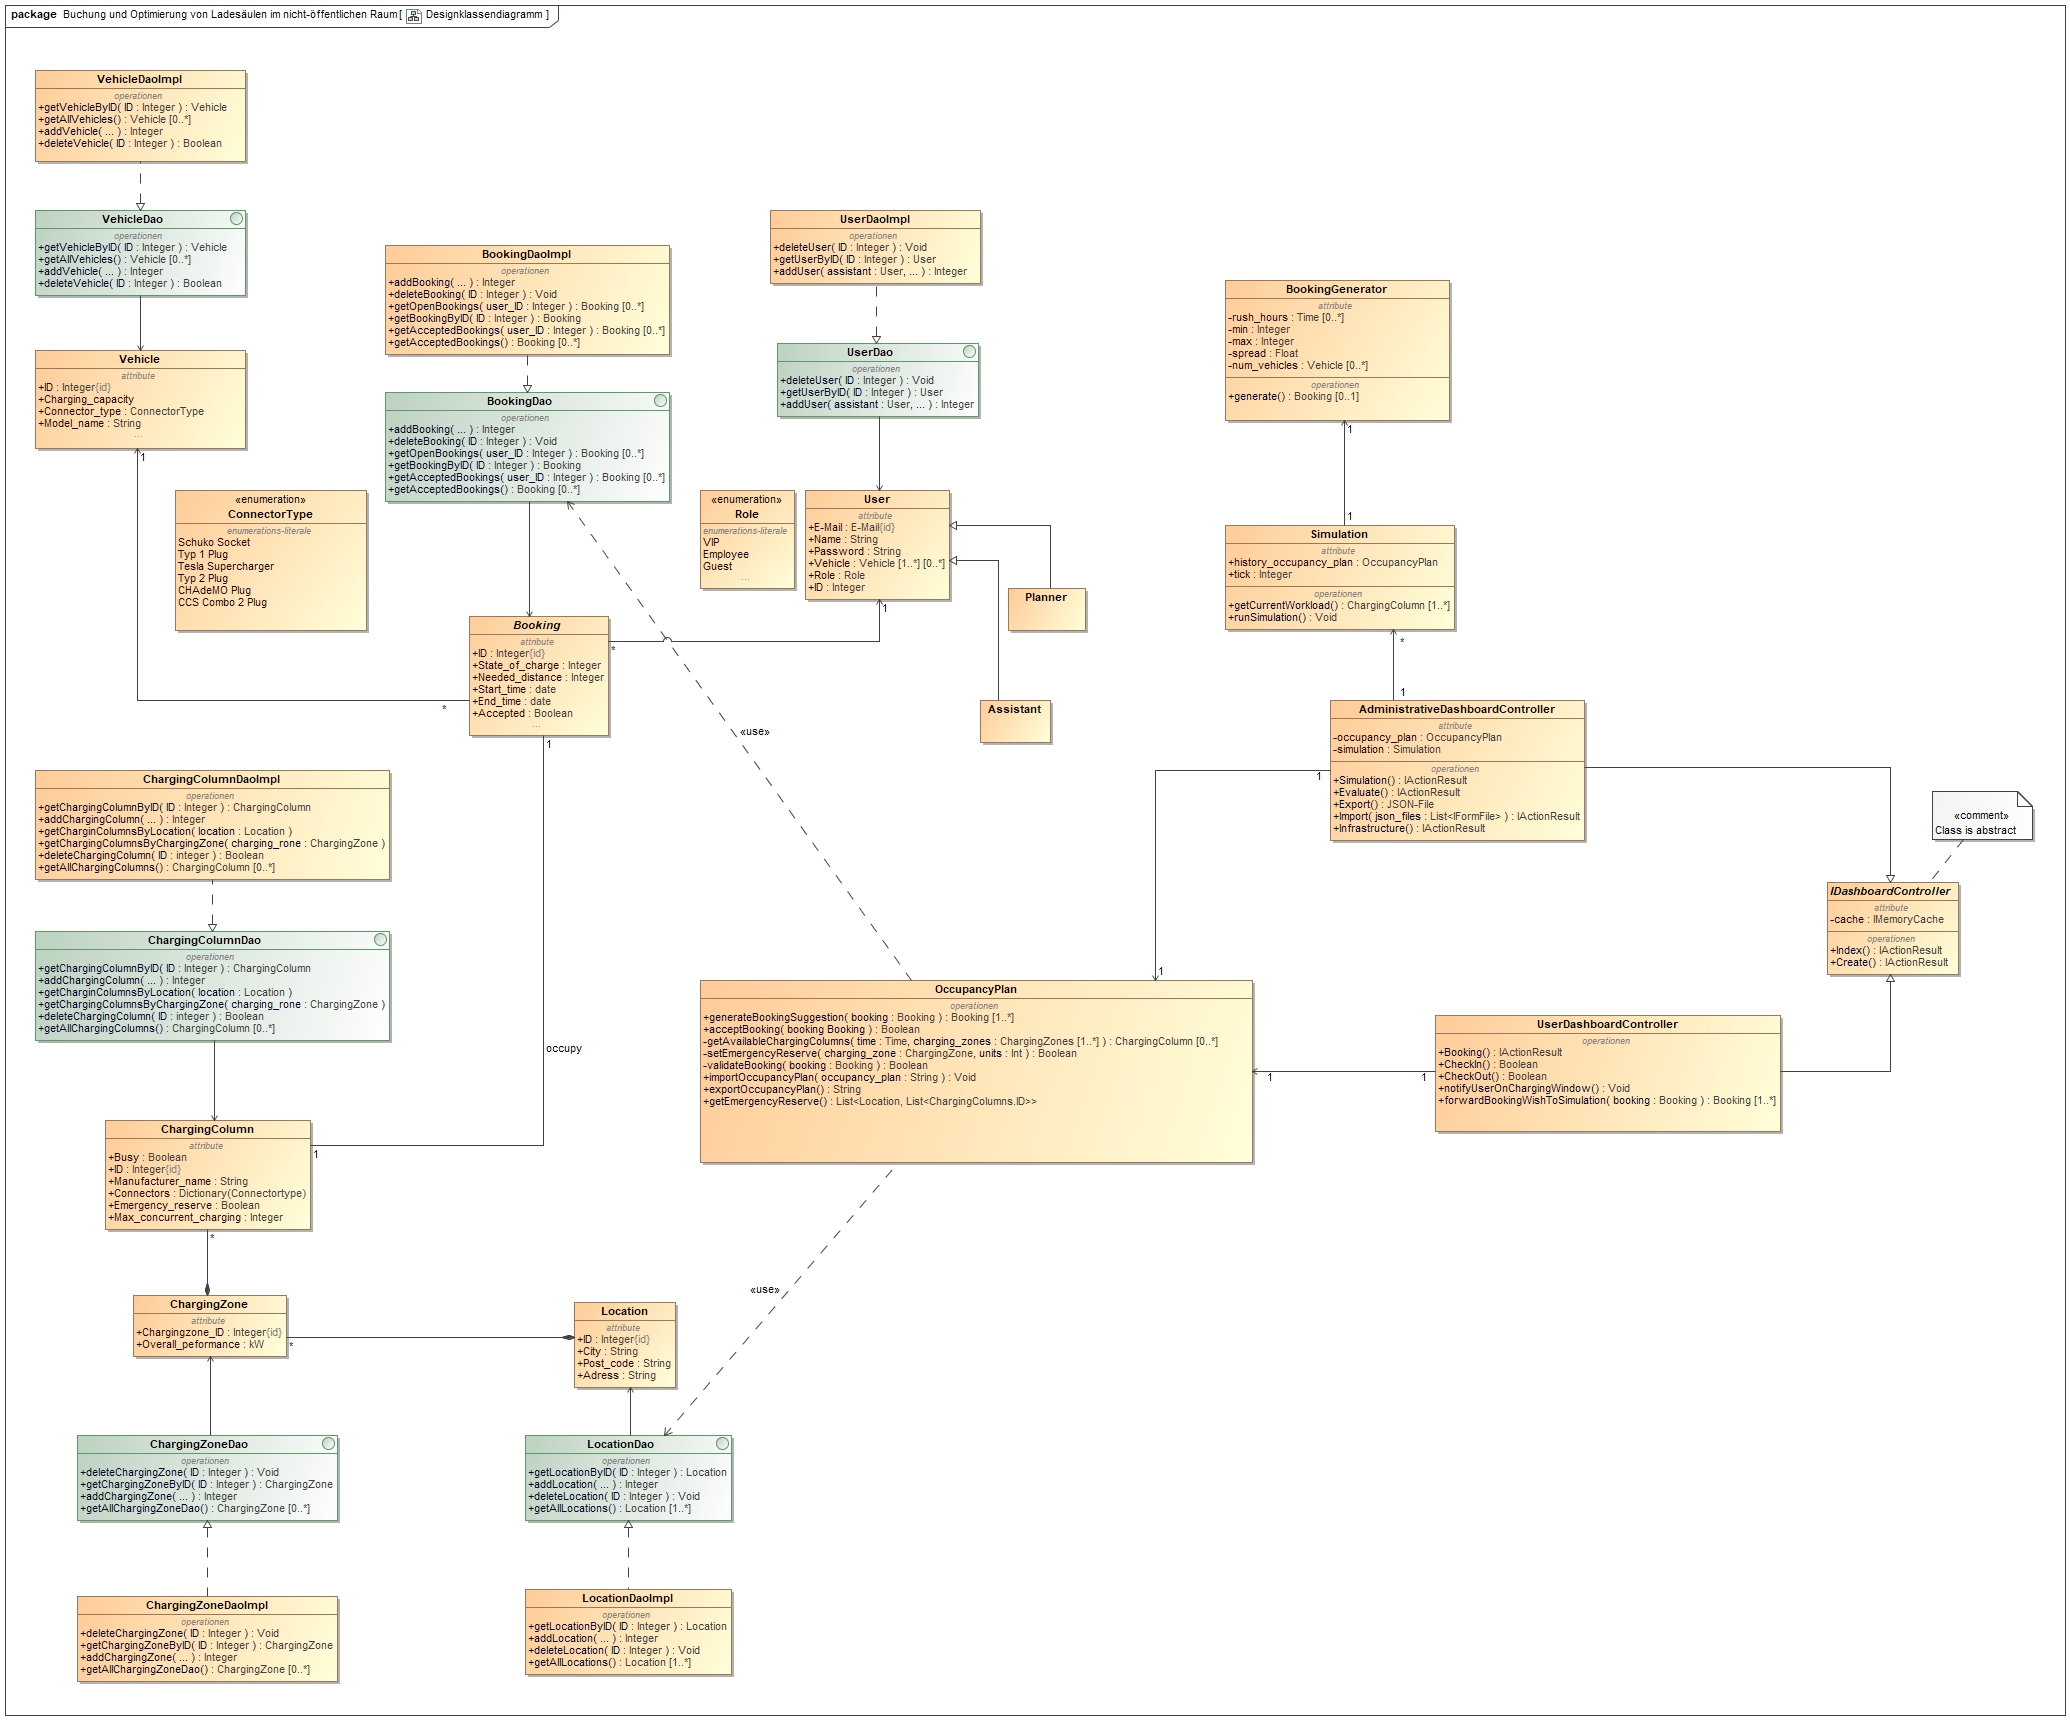 package Buchung und Optimierung von Ladesäulen im nicht-öffentlichen Raum [ Designklassendiagramm ]
VehicleDaoImpl
operationen
+getVehicleByID( ID : Integer ) : Vehicle
+getAllVehicles() : Vehicle [0..*]
+addVehicle( ... ) : Integer
+deleteVehicle( ID : Integer ) : Boolean
VehicleDao
operationen
+getVehicleByID( ID : Integer ) : Vehicle
+getAllVehicles() : Vehicle [0..*]
+addVehicle( ... ) : Integer
+deleteVehicle( ID : Integer ) : Boolean
Vehicle
attribute
+ID : Integer{id}
+Charging_capacity
+Connector_type : ConnectorType
+Model_name : String
...
1
«enumeration»
ConnectorType
enumerations-literale
Schuko Socket
Typ 1 Plug
Tesla Supercharger
Typ 2 Plug
CHAdeMO Plug
CCS Combo 2 Plug
BookingDaoImpl
operationen
+addBooking( ... ) : Integer
+deleteBooking( ID : Integer ) : Void
+getOpenBookings( user_ID : Integer ) : Booking [0..*]
+getBookingByID( ID : Integer ) : Booking
+getAcceptedBookings( user_ID : Integer ) : Booking [0..*]
+getAcceptedBookings() : Booking [0..*]
BookingDao
operationen
+addBooking( ... ) : Integer
+deleteBooking( ID : Integer ) : Void
+getOpenBookings( user_ID : Integer ) : Booking [0..*]
+getBookingByID( ID : Integer ) : Booking
+getAcceptedBookings( user_ID : Integer ) : Booking [0..*]
+getAcceptedBookings() : Booking [0..*]
Booking
attribute
+ID : Integer{id}
+State_of_charge : Integer
+Needed_distance : Integer
+Start_time : date
+End_time : date
+Accepted : Boolean
...
*
*
1
UserDaoImpl
operationen
+deleteUser( ID : Integer ) : Void
+getUserByID( ID : Integer ) : User
+addUser( assistant : User, ... ) : Integer
UserDao
operationen
+deleteUser( ID : Integer ) : Void
+getUserByID( ID : Integer ) : User
+addUser( assistant : User, ... ) : Integer
«enumeration»
Role
enumerations-literale
VIP
Employee
Guest
...
User
attribute
+E-Mail : E-Mail{id}
+Name : String
+Password : String
+Vehicle : Vehicle [1..*] [0..*]
+Role : Role
+ID : Integer
1
Planner
Assistant
«use»
BookingGenerator
attribute
-rush_hours : Time [0..*]
-min : Integer
-max : Integer
-spread : Float
-num_vehicles : Vehicle [0..*]
operationen
+generate() : Booking [0..1]
1
1
Simulation
attribute
+history_occupancy_plan : OccupancyPlan
+tick : Integer
operationen
+getCurrentWorkload() : ChargingColumn [1..*]
+runSimulation() : Void
*
1
AdministrativeDashboardController
attribute
-occupancy_plan : OccupancyPlan
-simulation : Simulation
operationen
+Simulation() : IActionResult
+Evaluate() : IActionResult
+Export() : JSON-File
+Import( json_files : List<IFormFile> ) : IActionResult
+Infrastructure() : IActionResult
1
«comment»
Class is abstract
IDashboardController
attribute
-cache : IMemoryCache
operationen
+Index() : IActionResult
+Create() : IActionResult
ChargingColumnDaoImpl
operationen
+getChargingColumnByID( ID : Integer ) : ChargingColumn
+addChargingColumn( ... ) : Integer
+getCharginColumnsByLocation( location : Location )
+getChargingColumnsByChargingZone( charging_rone : ChargingZone )
+deleteChargingColumn( ID : integer ) : Boolean
+getAllChargingColumns() : ChargingColumn [0..*]
ChargingColumnDao
operationen
+getChargingColumnByID( ID : Integer ) : ChargingColumn
+addChargingColumn( ... ) : Integer
+getCharginColumnsByLocation( location : Location )
+getChargingColumnsByChargingZone( charging_rone : ChargingZone )
+deleteChargingColumn( ID : integer ) : Boolean
+getAllChargingColumns() : ChargingColumn [0..*]
occupy
1
OccupancyPlan
operationen
+generateBookingSuggestion( booking : Booking ) : Booking [1..*]
+acceptBooking( booking Booking ) : Boolean
-getAvailableChargingColumns( time : Time, charging_zones : ChargingZones [1..*] ) : ChargingColumn [0..*]
-setEmergencyReserve( charging_zone : ChargingZone, units : Int ) : Boolean
-validateBooking( booking : Booking ) : Boolean
+importOccupancyPlan( occupancy_plan : String ) : Void
+exportOccupancyPlan() : String
+getEmergencyReserve() : List<Location, List<ChargingColumns.ID>>
1
1
UserDashboardController
operationen
+Booking() : IActionResult
+CheckIn() : Boolean
+CheckOut() : Boolean
+notifyUserOnChargingWindow() : Void
+forwardBookingWishToSimulation( booking : Booking ) : Booking [1..*]
ChargingColumn
attribute
+Busy : Boolean
+ID : Integer{id}
+Manufacturer_name : String
+Connectors : Dictionary(Connectortype)
+Emergency_reserve : Boolean
+Max_concurrent_charging : Integer
1
*
«use»
ChargingZone
attribute
+Chargingzone_ID : Integer{id}
+Overall_peformance : kW
*
Location
attribute
+ID : Integer{id}
+City : String
+Post_code : String
+Adress : String
ChargingZoneDao
operationen
+deleteChargingZone( ID : Integer ) : Void
+getChargingZoneByID( ID : Integer ) : ChargingZone
+addChargingZone( ... ) : Integer
+getAllChargingZoneDao() : ChargingZone [0..*]
LocationDao
operationen
+getLocationByID( ID : Integer ) : Location
+addLocation( ... ) : Integer
+deleteLocation( ID : Integer ) : Void
+getAllLocations() : Location [1..*]
ChargingZoneDaoImpl
operationen
+deleteChargingZone( ID : Integer ) : Void
+getChargingZoneByID( ID : Integer ) : ChargingZone
+addChargingZone( ... ) : Integer
+getAllChargingZoneDao() : ChargingZone [0..*]
LocationDaoImpl
operationen
+getLocationByID( ID : Integer ) : Location
+addLocation( ... ) : Integer
+deleteLocation( ID : Integer ) : Void
+getAllLocations() : Location [1..*]